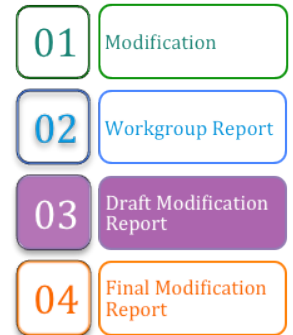 01
Modification
02
Workgroup Report
03
Draft Modification
Report
04
Final Modification
Report